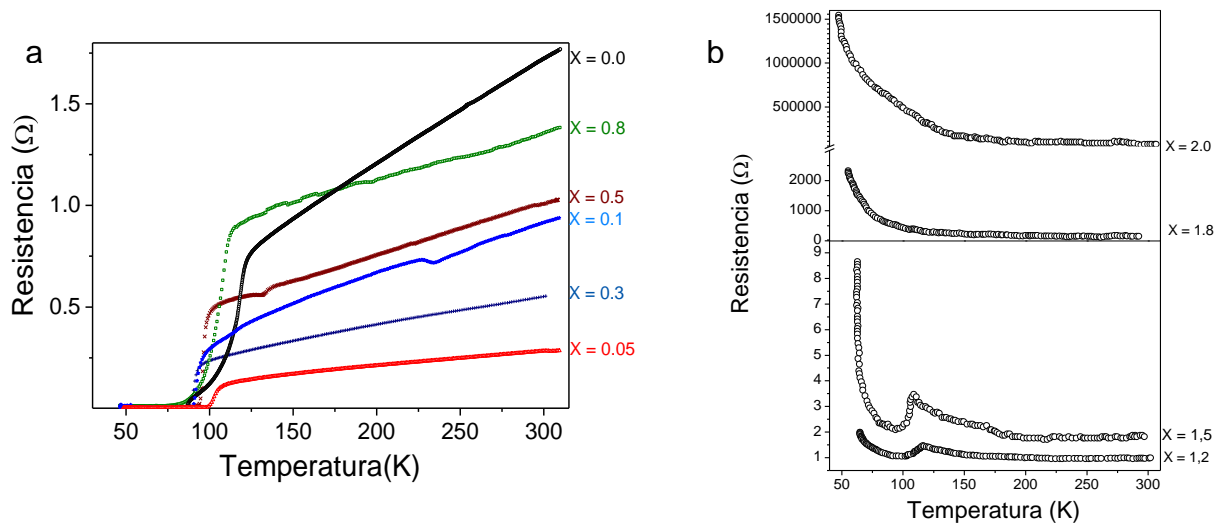 a
Resistencia (Ω)
1.5
1.0
0.5
50
100
150
200
250
300
Temperatura(K)
X = 0.0
X = 0.8
X = 0.5
X = 0.1
X = 0.3
X = 0.05
b
Resistencia (Ω)
1500000
1000000
500000
2000
1000
0
9
8
7
6
5
4
3
2
1
50
100
150
200
250
300
Temperatura (K)
X = 2.0
X = 1.8
X = 1,5
X = 1,2